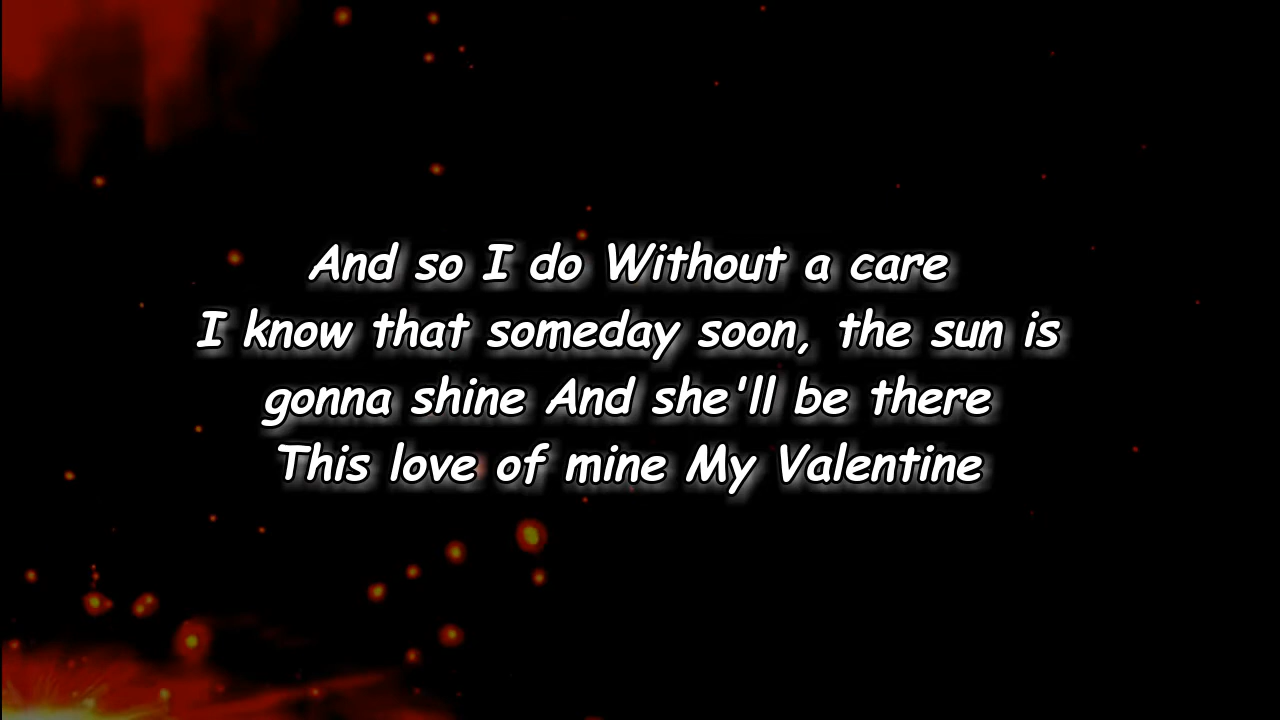 And so I do Without a care
I know that someday soon, the sun is
gonna shine And she'll be there
This love of mine My Valentine